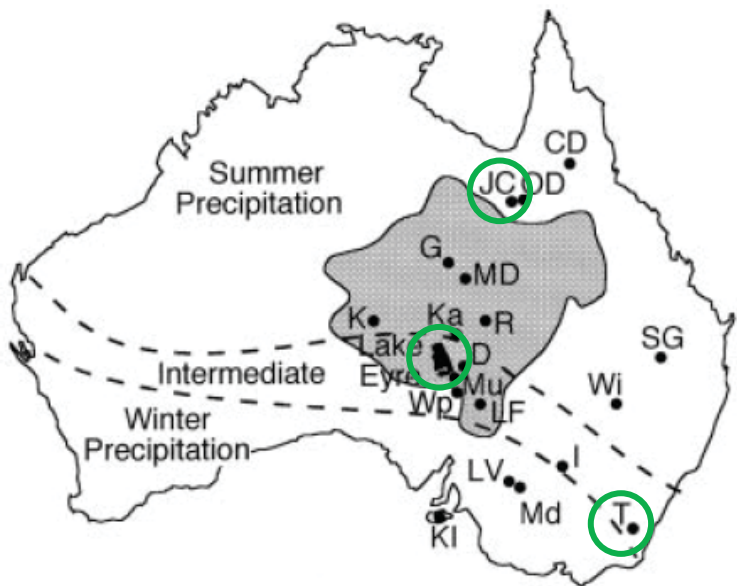 CD
Summer
Precipitation
JC OD
G
MD
K
Ka
R
Lake
Eyre
D
SG
Intermediate
Mu
Wp
LF
Wi
Winter
Precipitation
LV
I
Md
T
KI